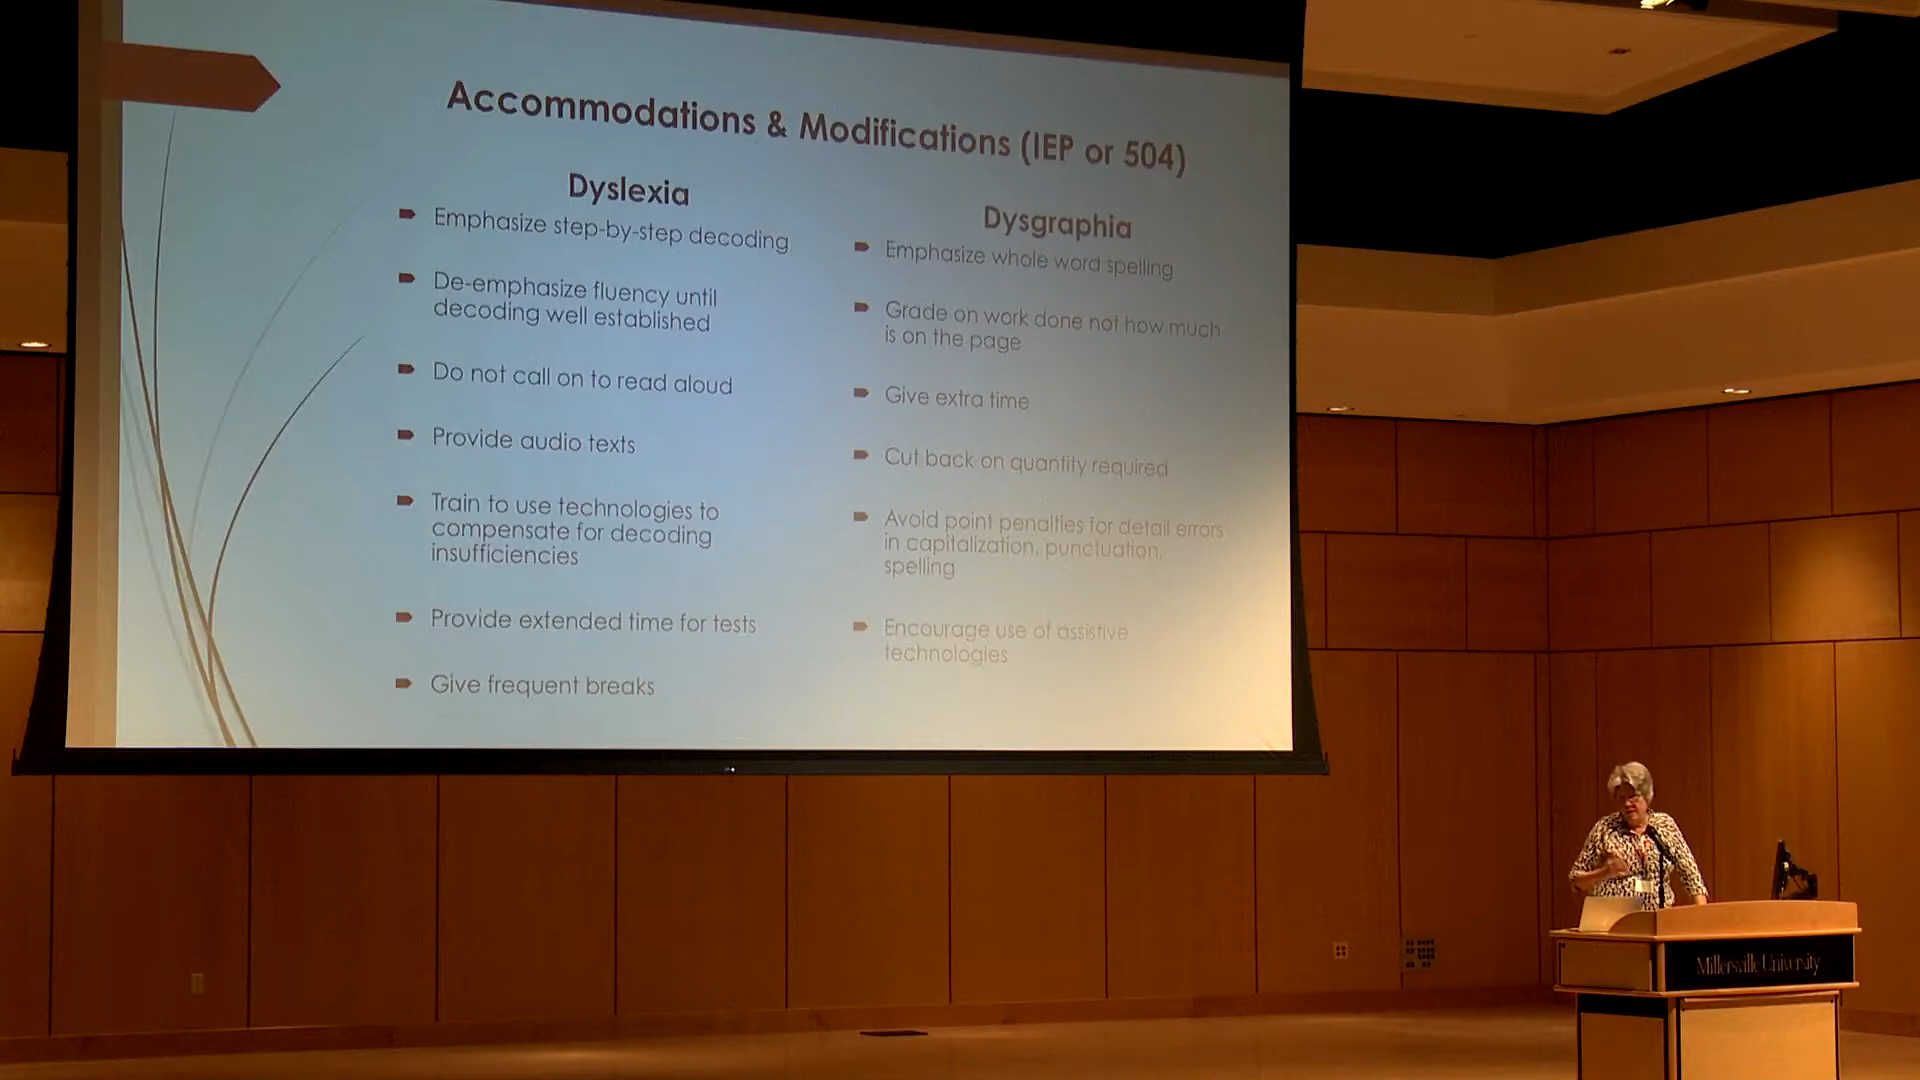 Accommodations & Modifications (IEP or 504)
Dyslexia
Emphasize step-by-step decoding
De-emphasize fluency until
decoding well established
Do not call on to read aloud
Provide audio texts
Train to use technologies to
compensate for decoding
insufficiencies
Provide extended time for tests
Give frequent breaks
Dysgraphia
Emphasize whole word spelling
Grade on work done not how much
is on the page
Give extra time
Cut back on quantity required
Avoid point penalties for detail errors
in capitalization, punctuation,
spelling
Encourage use of assistive
technologies
Millersville University